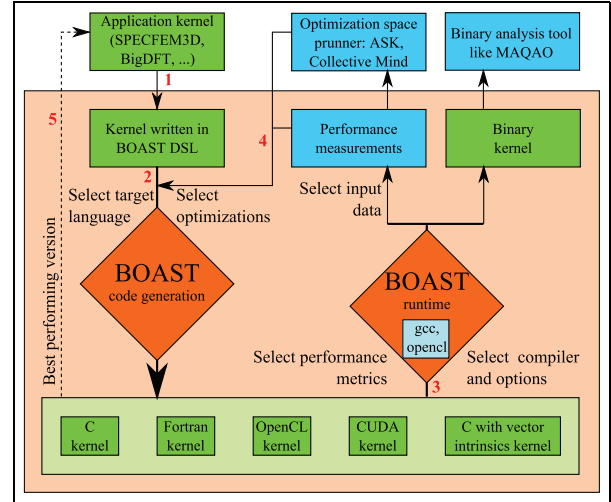 Application kernel
(SPECFEM3D,
BigDFT, ...)
Optimization space
prunner: ASK,
Collective Mind
Binary analysis tool
like MAQAO
1
5
Kernel written in
BOAST DSL
4
Performance
measurements
Binary
kernel
2
Select target
language
Select
optimizations
Select input
data
BOAST
code generation
BOAST
runtime
gcc,
opencl
Best performing version
Select performance
metrics
Select compiler
and options
3
C
kernel
Fortran
kernel
OpenCL
kernel
CUDA
kernel
C with vector
intrinsics kernel